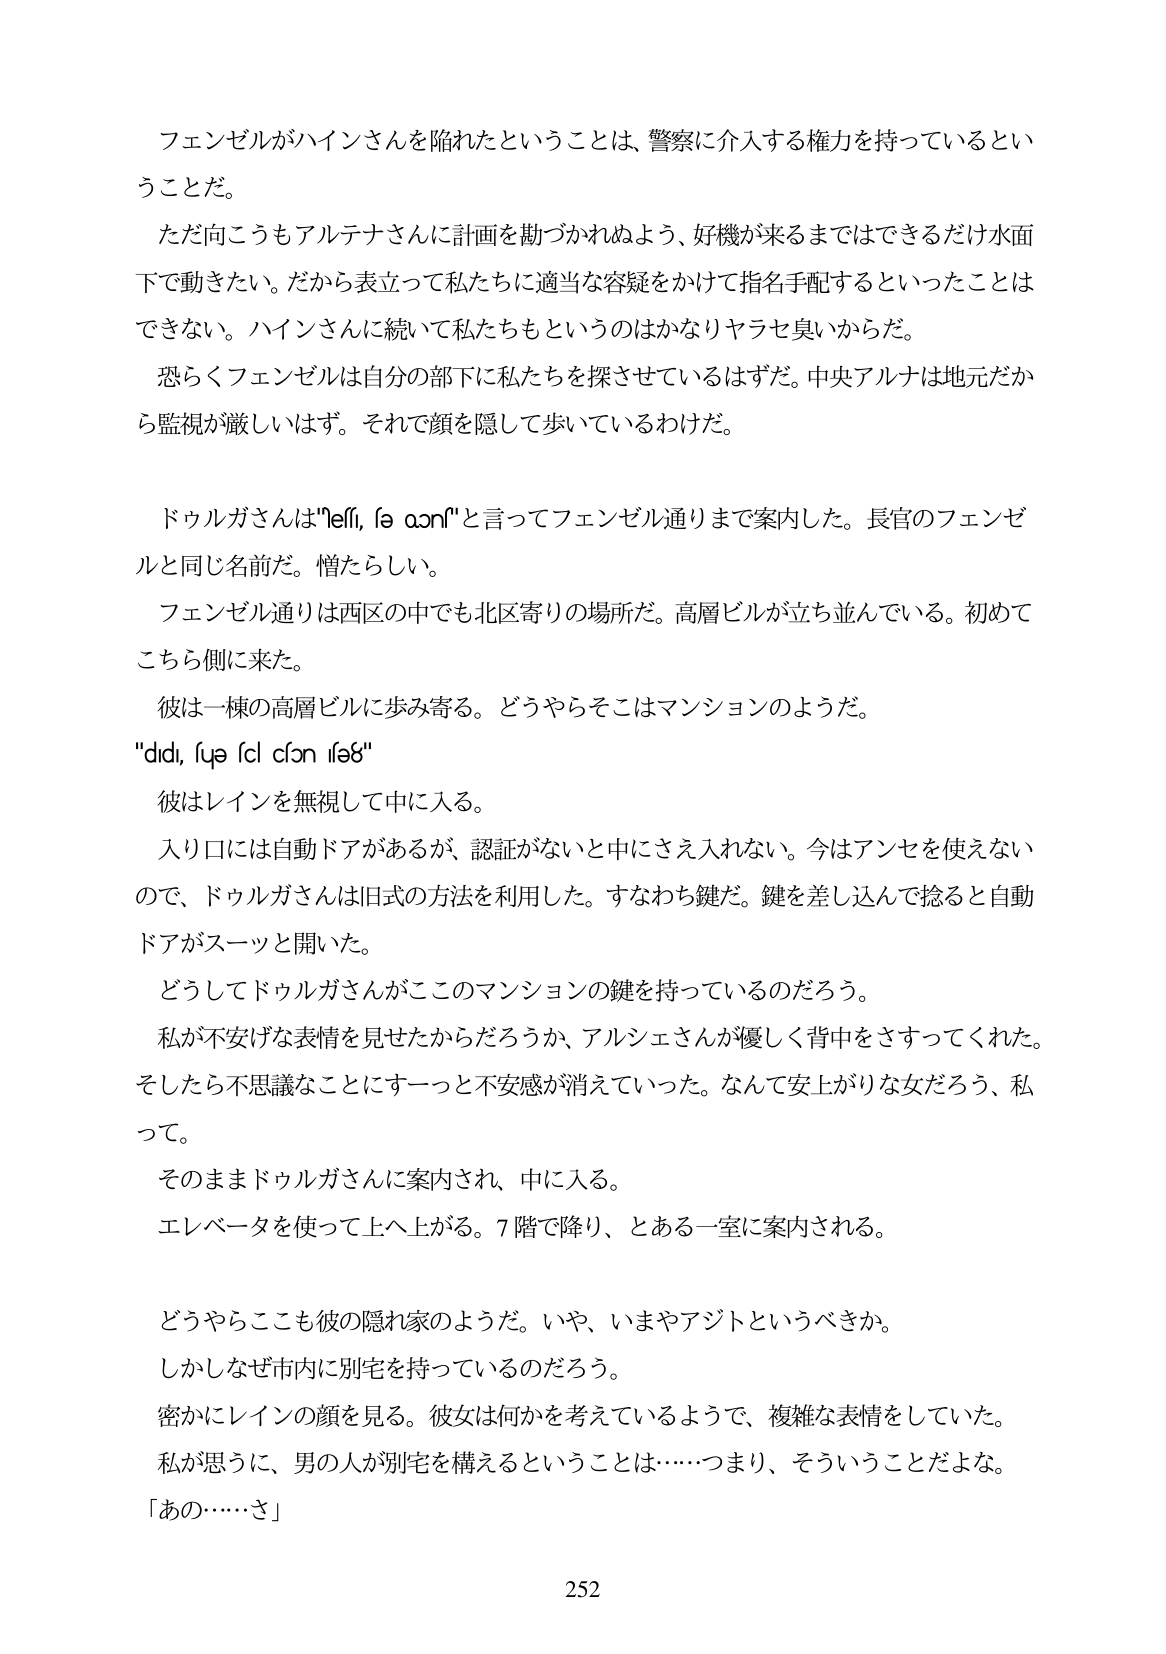 フェンゼルがハインさんを陥れたということは、警察に介入する権力を持っているとい
うことだ。
ただ向こうもアルテナさんに計画を勘づかれぬよう、好機が来るまではできるだけ水面
下で動きたい。だから表立って私たちに適当な容疑をかけて指名手配するといったことは
できない。ハインさんに続いて私たちもというのはかなりヤラセ臭いからだ。
恐らくフェンゼルは自分の部下に私たちを探させているはずだ。中央アルナは地元だか
ら監視が厳しいはず。それで顔を隠して歩いているわけだ。
ドゥルガさんは" "と言ってフェンゼル通りまで案内した。長官のフェンゼ
ルと同じ名前だ。憎たらしい。
フェンゼル通りは西区の中でも北区寄りの場所だ。高層ビルが立ち並んでいる。初めて
こちら側に来た。
彼は一棟の高層ビルに歩み寄る。どうやらそこはマンションのようだ。
彼はレインを無視して中に入る。
入り口には自動ドアがあるが、認証がないと中にさえ入れない。今はアンセを使えない
ので、ドゥルガさんは旧式の方法を利用した。すなわち鍵だ。鍵を差し込んで捻ると自動
ドアがスーッと開いた。
どうしてドゥルガさんがここのマンションの鍵を持っているのだろう。
私が不安げな表情を見せたからだろうか、アルシェさんが優しく背中をさすってくれた。
そしたら不思議なことにすーっと不安感が消えていった。なんて安上がりな女だろう、私
って。
そのままドゥルガさんに案内され、中に入る。
エレベータを使って上へ上がる。7 階で降り、とある一室に案内される。
どうやらここも彼の隠れ家のようだ。いや、いまやアジトというべきか。
しかしなぜ市内に別宅を持っているのだろう。
密かにレインの顔を見る。彼女は何かを考えているようで、複雑な表情をしていた。
私が思うに、男の人が別宅を構えるということは……つまり、そういうことだよな。
「あの……さ」
252